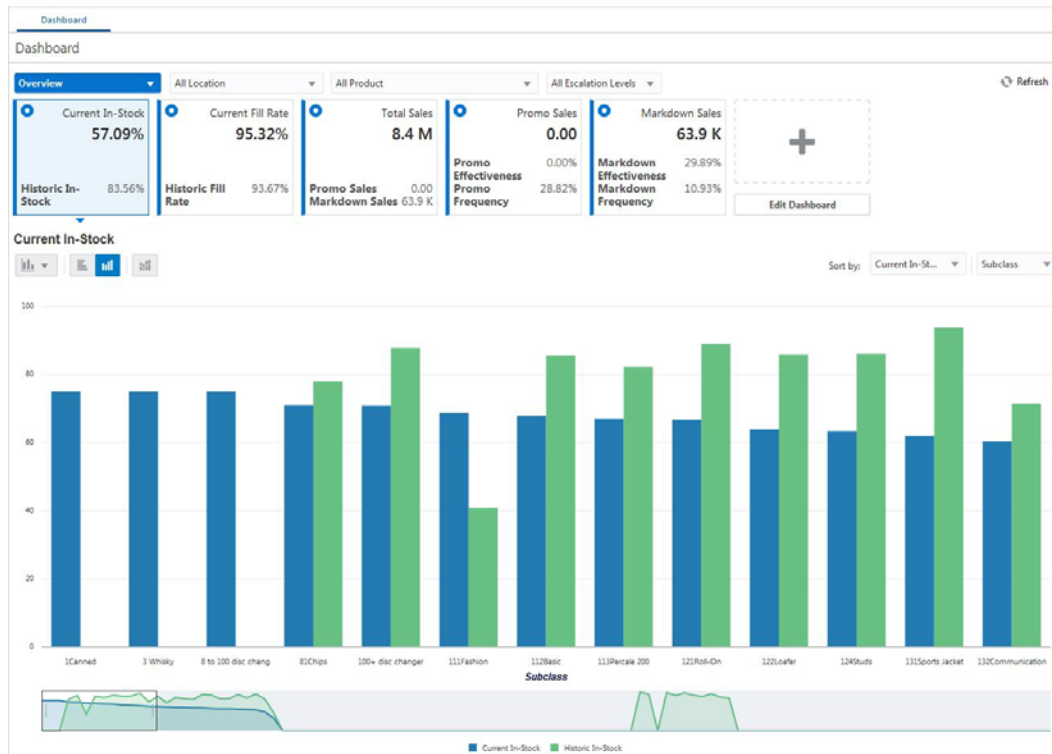 Dashboard
Dashboard
Overview
All Location
All Product
All Escalation Levels
Refresh
Current In-Stock
57.09%
Historic In-
Stock
83.56%
Current Fill Rate
95.32%
Historic Fill
Rate
93.67%
Total Sales
8.4 M
Promo Sales 0.00
Markdown Sales 63.9 K
Promo Sales
0.00
Promo
Effectiveness
0.00%
Promo
Frequency
28.82%
Markdown Sales
63.9 K
Markdown
Effectiveness
29.89%
Markdown
Frequency
10.93%
Edit Dashboard
Current In-Stock
Sort by: Current In-St... Subclass
100
80
60
40
20
0
1Canned
3 Whisky
8 to 100 disc chang
81Chips
100+ disc changer
111Fashion
112Basic
113Percale 200
121Roll-On
122Loafer
124Studs
131Sports Jacket
132Communication
Subclass
Current In-Stock
Historic In-Stock